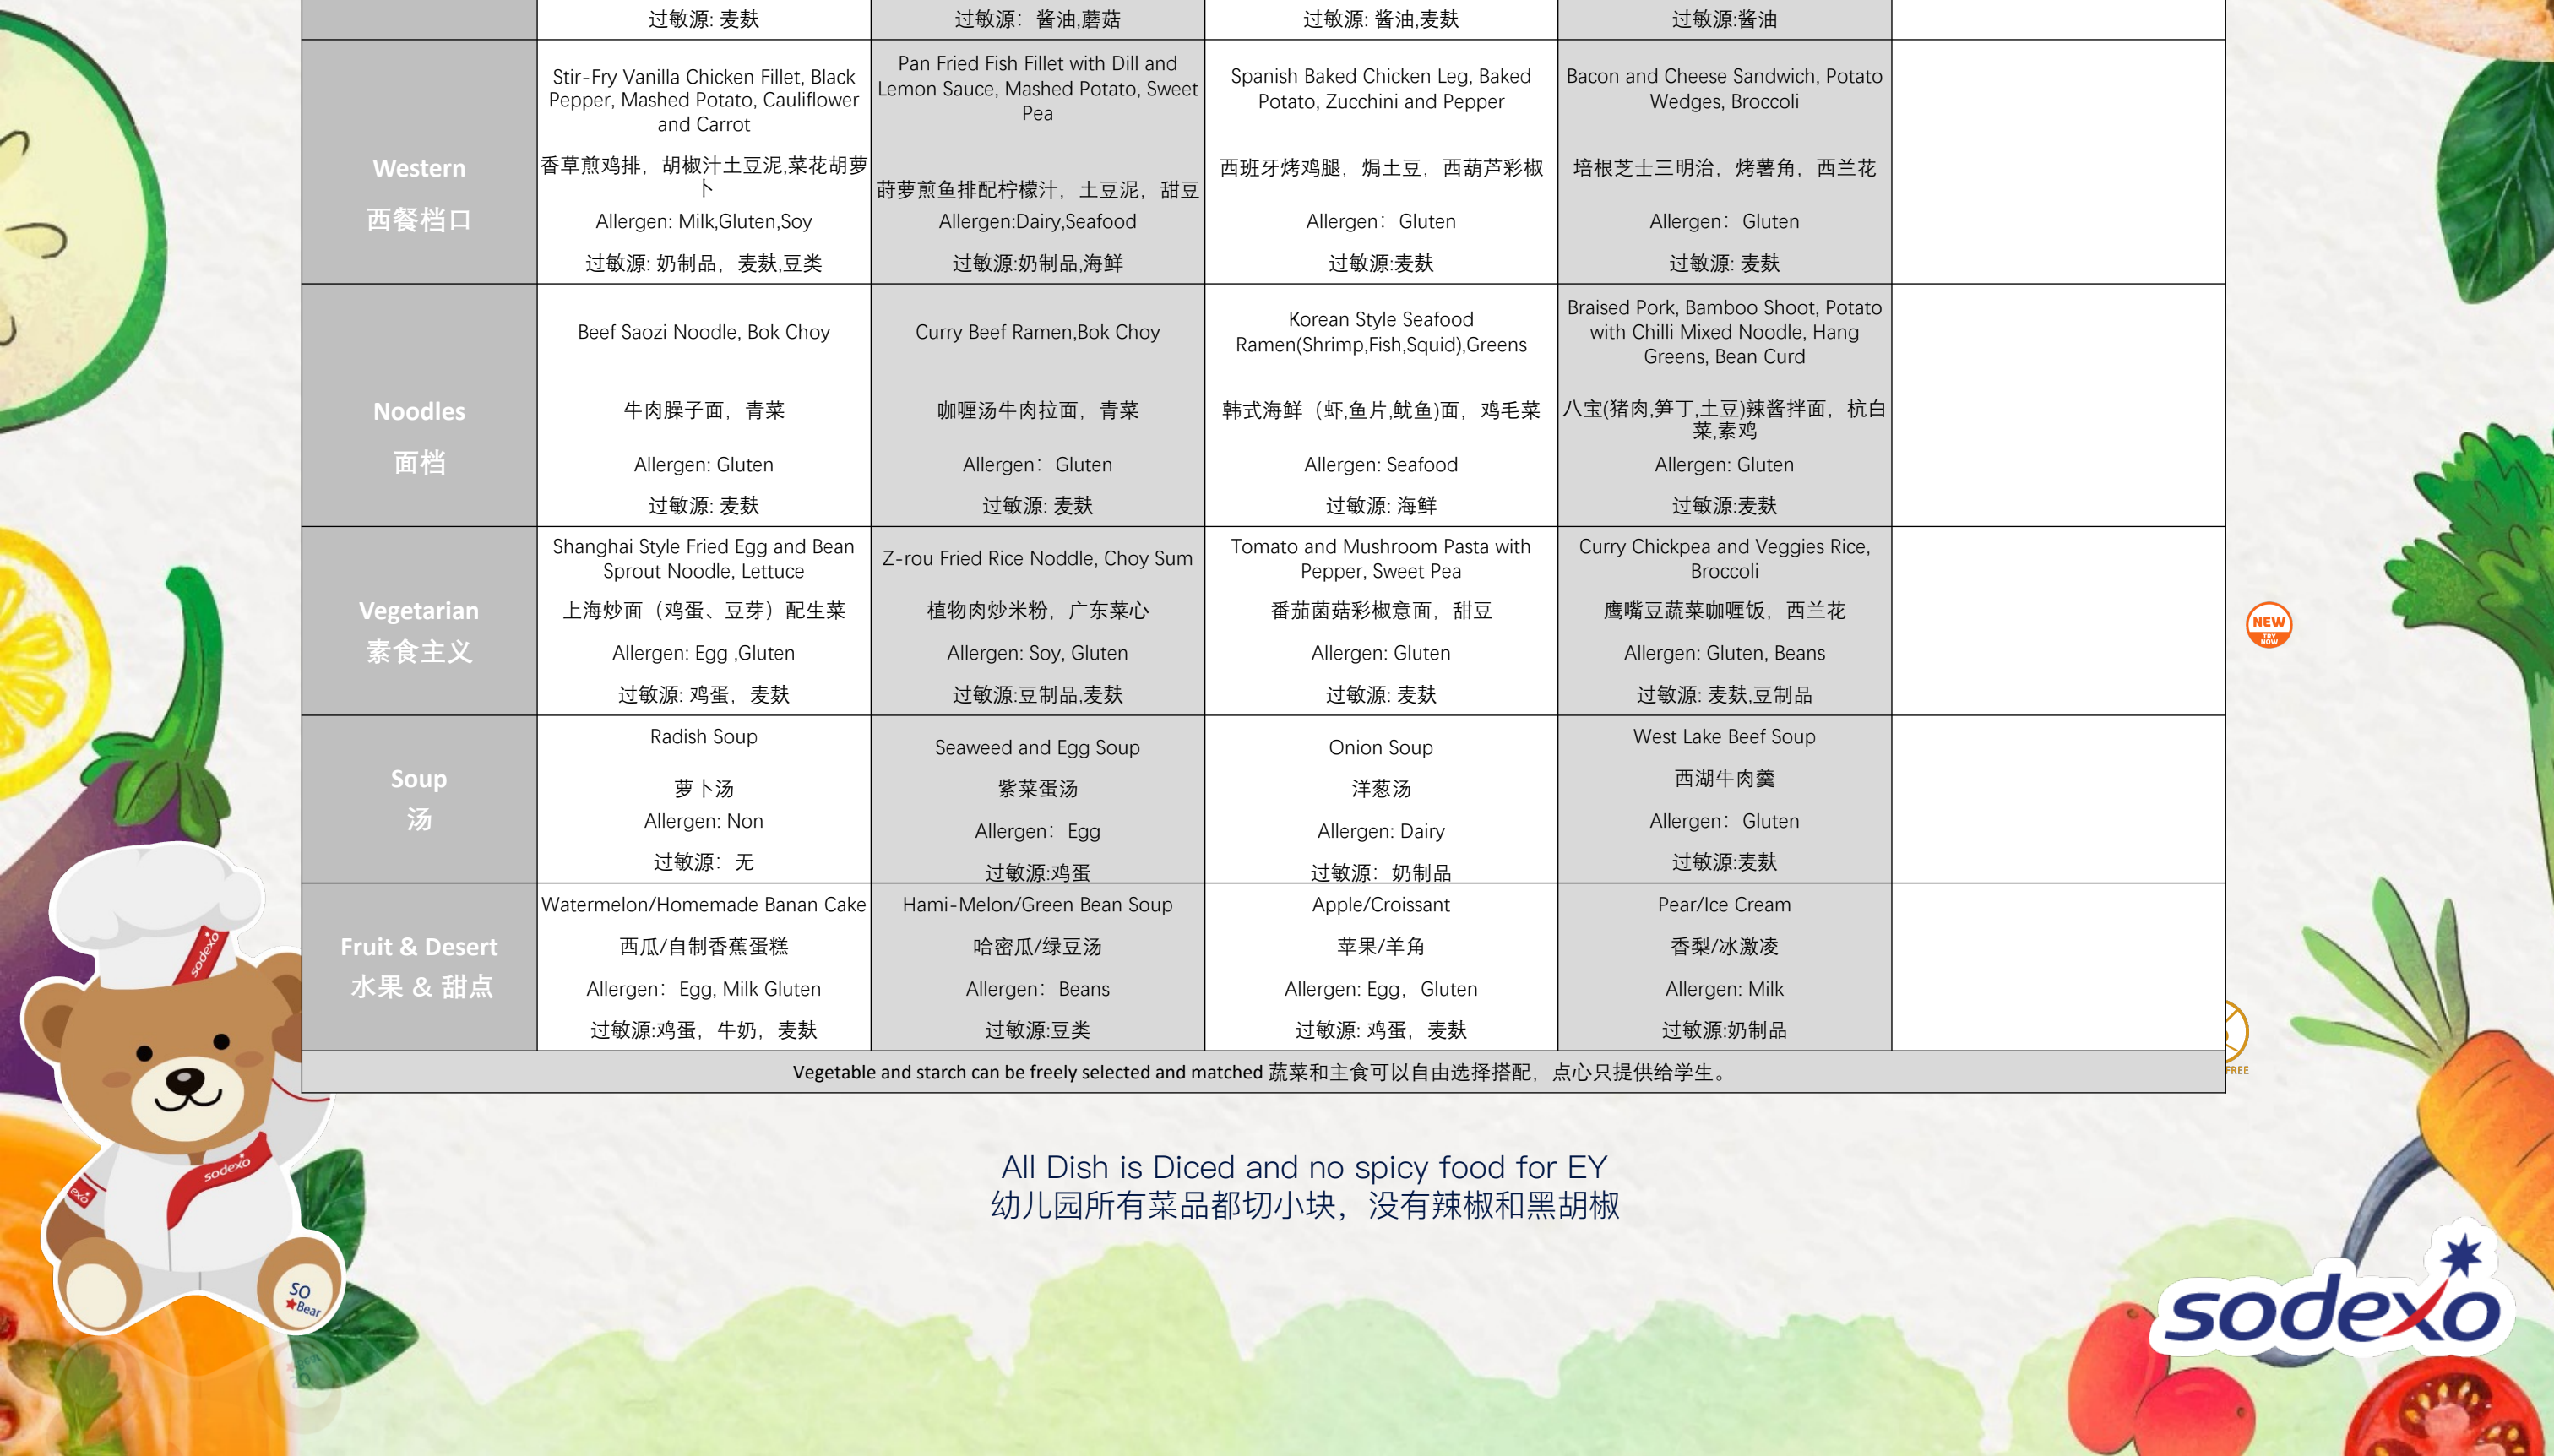 过敏源: 麦麸
过敏源：酱油,蘑菇
过敏源: 酱油,麦麸
过敏源:酱油
Western
西餐档口
Stir-Fry Vanilla Chicken Fillet, Black
Pepper, Mashed Potato, Cauliflower
and Carrot
香草煎鸡排，胡椒汁土豆泥,菜花胡萝
卜
Allergen: Milk,Gluten,Soy
过敏源: 奶制品，麦麸,豆类
Pan Fried Fish Fillet with Dill and
Lemon Sauce, Mashed Potato, Sweet
Pea
莳萝煎鱼排配柠檬汁，土豆泥，甜豆
Allergen:Dairy,Seafood
过敏源:奶制品,海鲜
Spanish Baked Chicken Leg, Baked
Potato, Zucchini and Pepper
西班牙烤鸡腿，焗土豆，西葫芦彩椒
Allergen：Gluten
过敏源:麦麸
Bacon and Cheese Sandwich, Potato
Wedges, Broccoli
培根芝士三明治，烤薯角，西兰花
Allergen：Gluten
过敏源: 麦麸
Noodles
面档
Beef Saozi Noodle, Bok Choy
牛肉臊子面，青菜
Allergen: Gluten
过敏源: 麦麸
Curry Beef Ramen,Bok Choy
咖喱汤牛肉拉面，青菜
Allergen：Gluten
过敏源: 麦麸
Korean Style Seafood
Ramen(Shrimp,Fish,Squid),Greens
韩式海鲜（虾,鱼片,鱿鱼)面，鸡毛菜
Allergen: Seafood
过敏源: 海鲜
Braised Pork, Bamboo Shoot, Potato
with Chilli Mixed Noodle, Hang
Greens, Bean Curd
八宝(猪肉,笋丁,土豆)辣酱拌面，杭白
菜,素鸡
Allergen: Gluten
过敏源:麦麸
Vegetarian
素食主义
Shanghai Style Fried Egg and Bean
Sprout Noodle, Lettuce
上海炒面（鸡蛋、豆芽）配生菜
Allergen: Egg ,Gluten
过敏源: 鸡蛋，麦麸
Z-rou Fried Rice Noddle, Choy Sum
植物肉炒米粉，广东菜心
Allergen: Soy, Gluten
过敏源:豆制品,麦麸
Tomato and Mushroom Pasta with
Pepper, Sweet Pea
番茄菌菇彩椒意面，甜豆
Allergen: Gluten
过敏源: 麦麸
Curry Chickpea and Veggies Rice,
Broccoli
鹰嘴豆蔬菜咖喱饭，西兰花
Allergen: Gluten, Beans
过敏源: 麦麸,豆制品
NEW
TRY
NOW
Soup
汤
Radish Soup
萝卜汤
Allergen: Non
过敏源：无
Seaweed and Egg Soup
紫菜蛋汤
Allergen：Egg
过敏源:鸡蛋
Onion Soup
洋葱汤
Allergen: Dairy
过敏源：奶制品
West Lake Beef Soup
西湖牛肉羹
Allergen：Gluten
过敏源:麦麸
Fruit & Desert
水果 & 甜点
Watermelon/Homemade Banan Cake
西瓜/自制香蕉蛋糕
Allergen：Egg, Milk Gluten
过敏源:鸡蛋，牛奶，麦麸
Hami-Melon/Green Bean Soup
哈密瓜/绿豆汤
Allergen：Beans
过敏源:豆类
Apple/Croissant
苹果/羊角
Allergen: Egg，Gluten
过敏源: 鸡蛋，麦麸
Pear/Ice Cream
香梨/冰激凌
Allergen: Milk
过敏源:奶制品
FREE
Vegetable and starch can be freely selected and matched 蔬菜和主食可以自由选择搭配，点心只提供给学生。
All Dish is Diced and no spicy food for EY
幼儿园所有菜品都切小块，没有辣椒和黑胡椒
sodexo
sodexo
exo
SO
Bear
sodexo